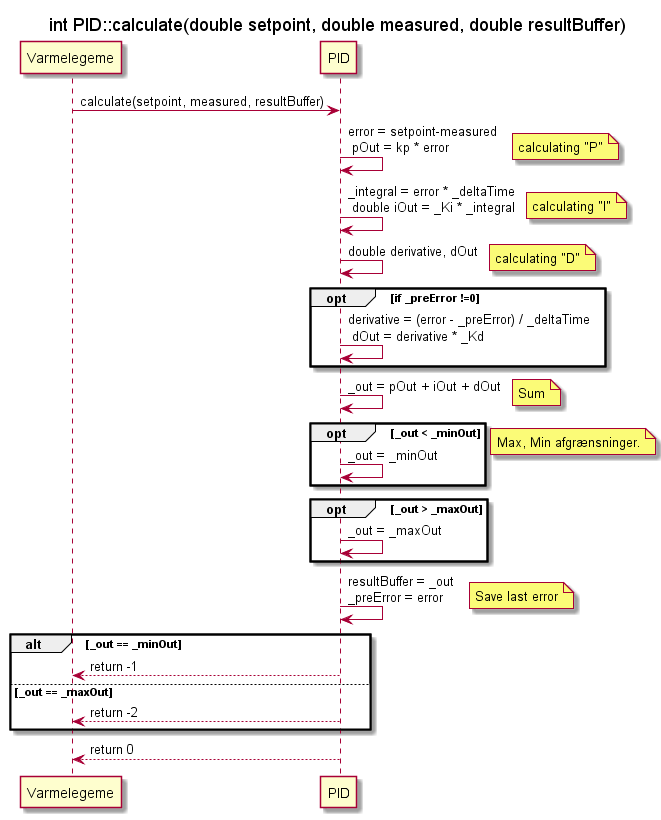 int PID::calculate(double setpoint, double measured, double resultBuffer)
Varmelegeme
PID
calculate(setpoint, measured, resultBuffer)
error = setpoint-measured
pOut = kp * error
calculating "P"
_integral = error * _deltaTime
double iOut = _Ki * _integral
calculating "I"
double derivative, dOut
calculating "D"
opt [if _preError !=0]
derivative = (error - _preError) / _deltaTime
dOut = derivative * _Kd
_out = pOut + iOut + dOut
Sum
opt [_out < _minOut]
Max, Min afgrænsninger.
_out = _minOut
opt [_out > _maxOut]
_out = _maxOut
resultBuffer = _out
_preError = error
Save last error
alt [_out == _minOut]
return -1
[_out == _maxOut]
return -2
return 0
Varmelegeme
PID